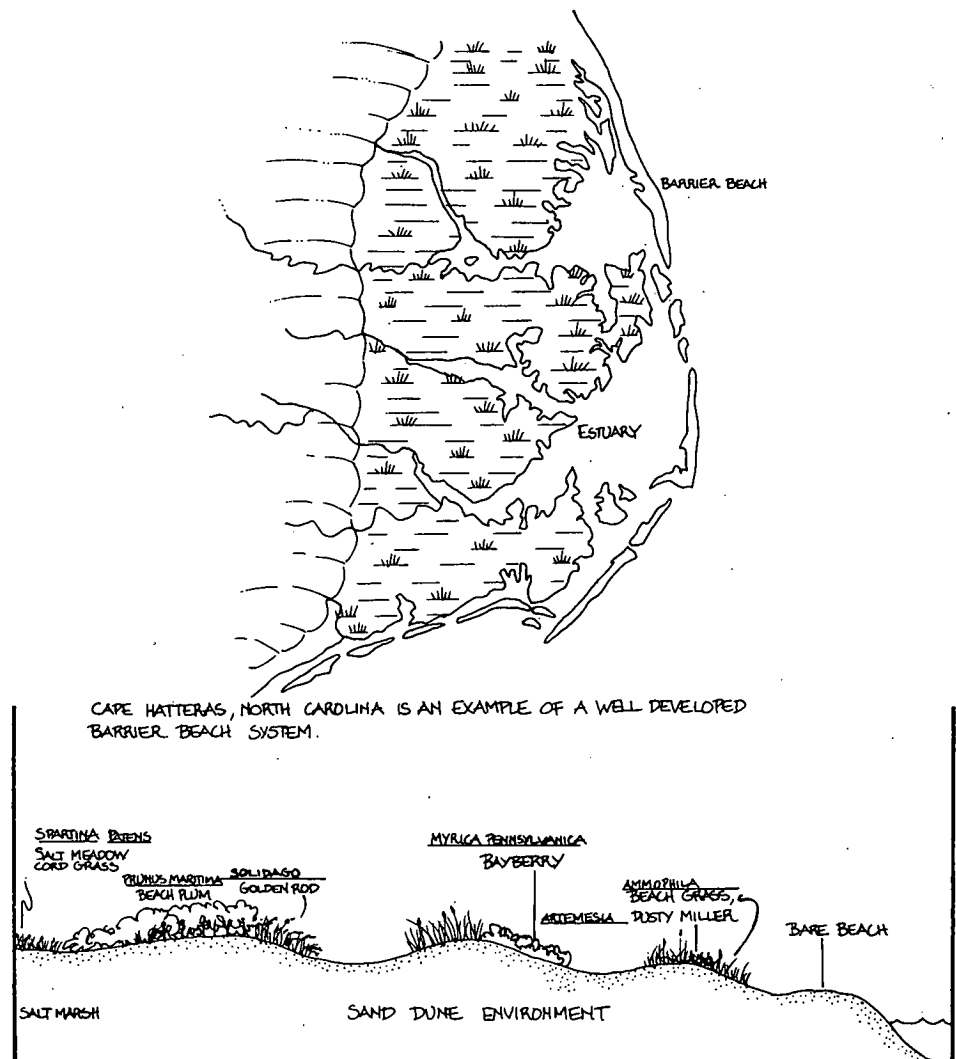 BARRIER BEACH
ESTUARY
CAPE HATTERAS, NORTH CAROLINA IS AN EXAMPLE OF A WELL DEVELOPED
BARRIER BEACH SYSTEM.
SPARTINA PATENS
SALT MEADOW
CORD GRASS
PRUNUS MARITIMA
BEACH PLUM
SOLIDAGO
GOLDEN ROD
MYRICA PENNSYLVANICA
BAYBERRY
ARTEMESIA
AMMOPHILA
BEACH GRASS,
DUSTY MILLER
BARE BEACH
SALT MARSH
SAND DUNE ENVIRONMENT